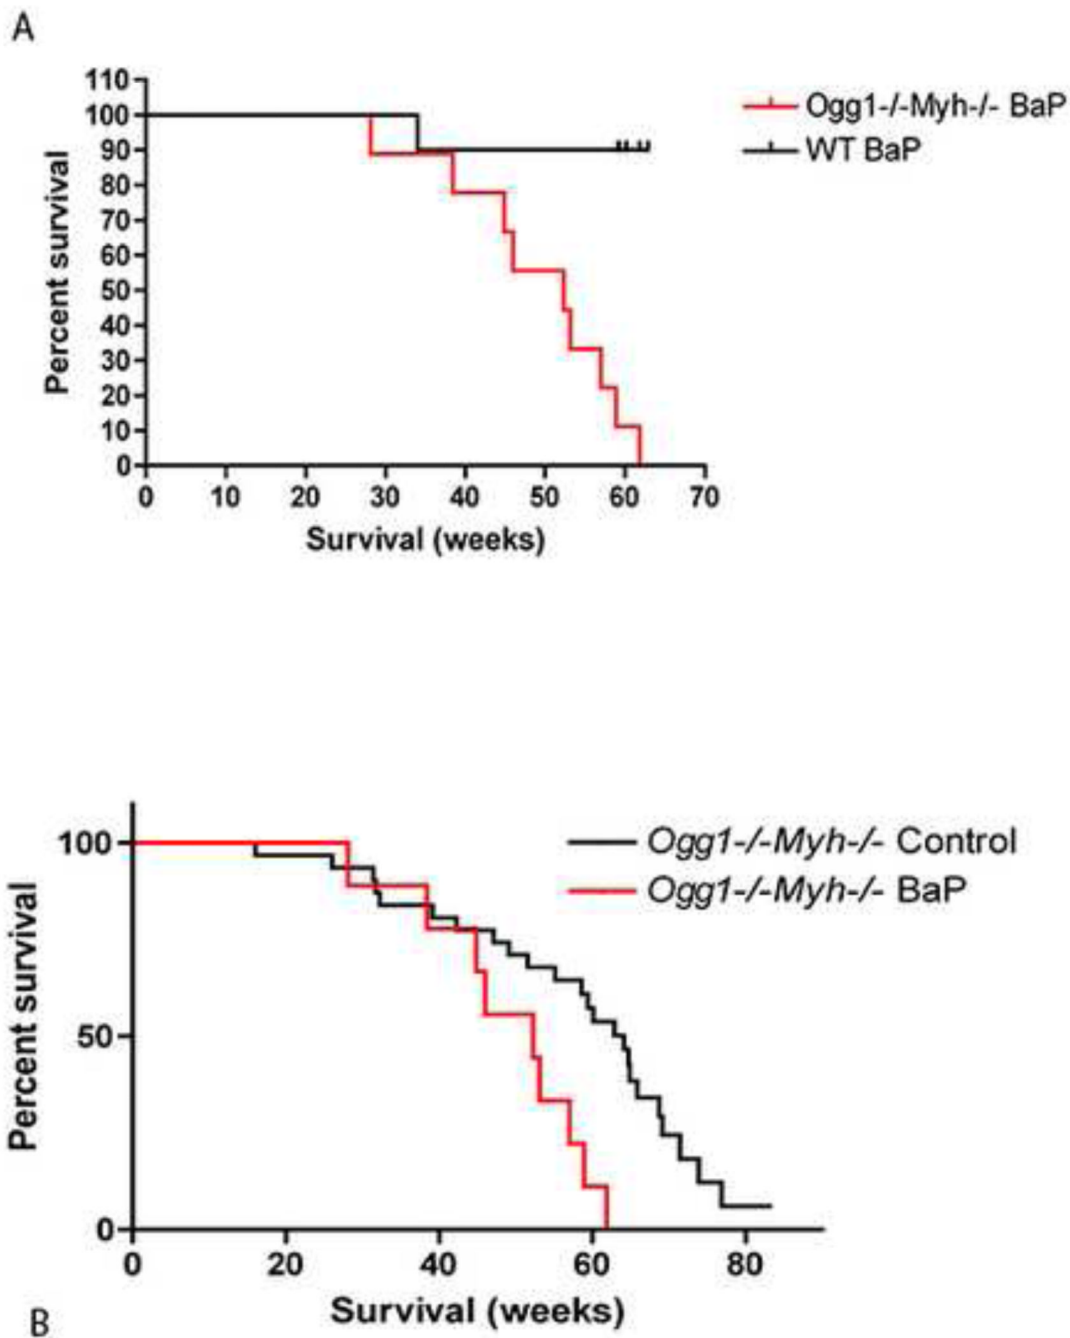 A
110
100
90
80
70
60
50
40
30
20
10
0
Percent survival
0 10 20 30 40 50 60 70
Survival (weeks)
Ogg1-/-Myh-/- BaP
WT BaP
100
50
0
Percent survival
Ogg1-/-Myh-/- Control
Ogg1-/-Myh-/- BaP
0 20 40 60 80
Survival (weeks)
B